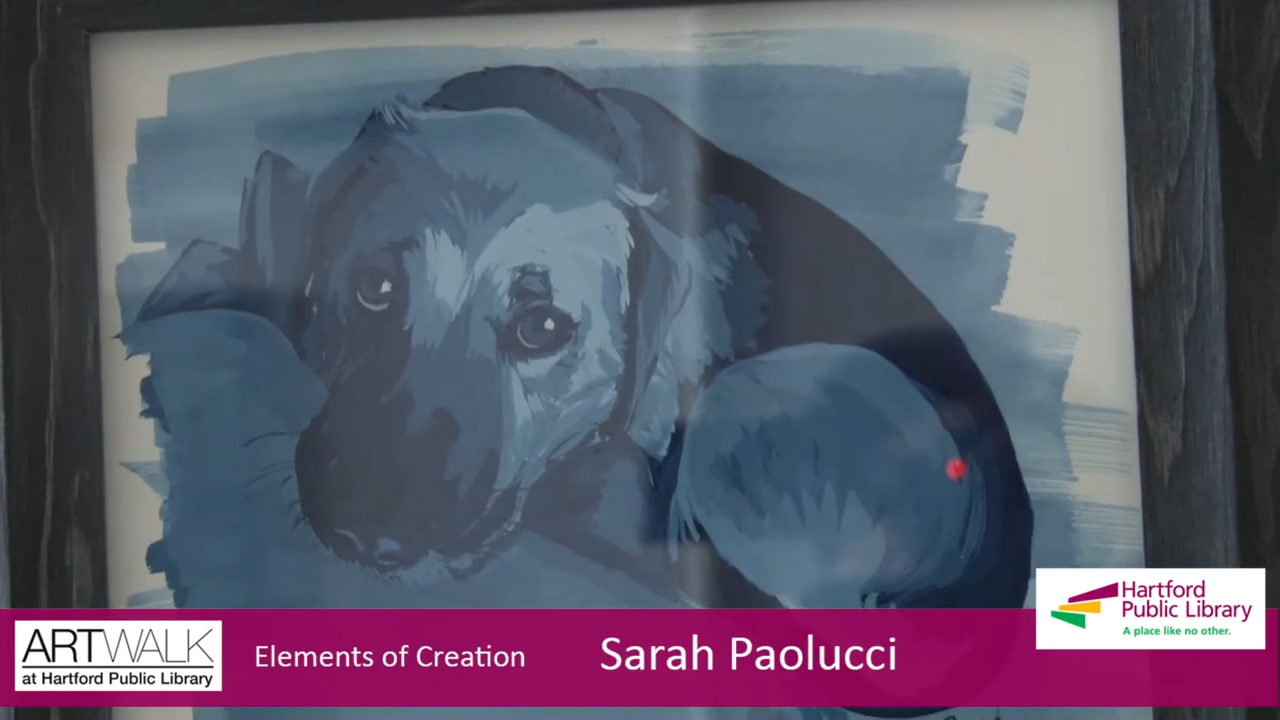 ARTWALK
at Hartford Public Library
Elements of Creation
Sarah Paolucci
Hartford
Public Library
A place like no other.